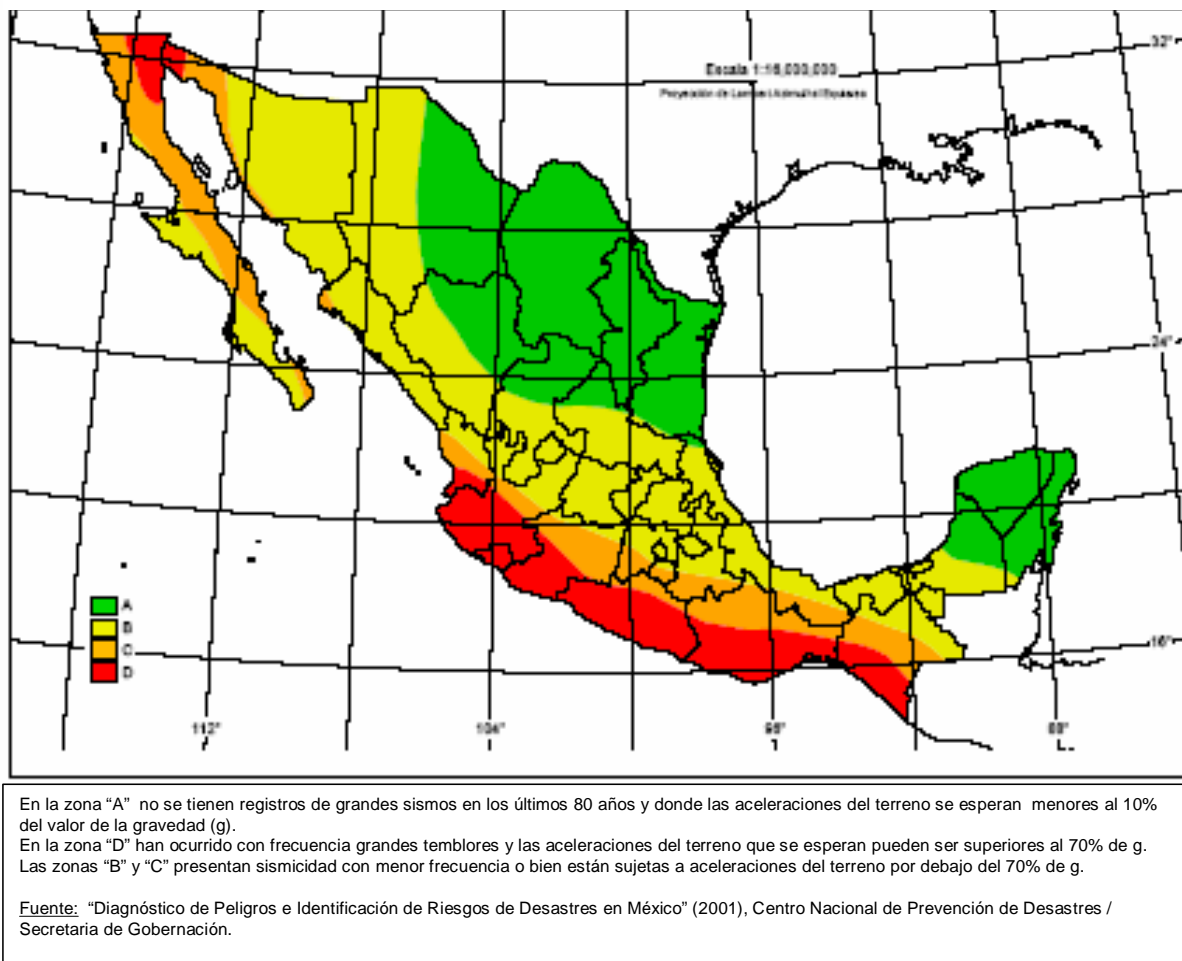 Escala 1:16,000,000
Proyección de Lambert Azimuthal
32°
24°
16°
A
B
C
D
112°
104°
96°
88°
En la zona “A” no se tienen registros de grandes sismos en los últimos 80 años y donde las aceleraciones del terreno se esperan menores al 10%
del valor de la gravedad (g).
En la zona “D” han ocurrido con frecuencia grandes temblores y las aceleraciones del terreno que se esperan pueden ser superiores al 70% de g.
Las zonas “B” y “C” presentan sismicidad con menor frecuencia o bien están sujetas a aceleraciones del terreno por debajo del 70% de g.
Fuente: “Diagnóstico de Peligros e Identificación de Riesgos de Desastres en México” (2001), Centro Nacional de Prevención de Desastres /
Secretaria de Gobernación.